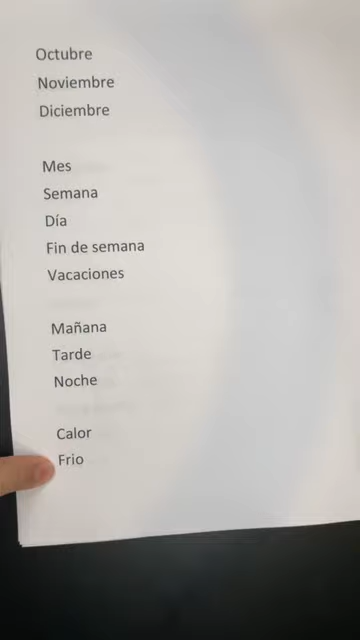 Octubre
Noviembre
Diciembre
Mes
Semana
Día
Fin de semana
Vacaciones
Mañana
Tarde
Noche
Calor
Frio